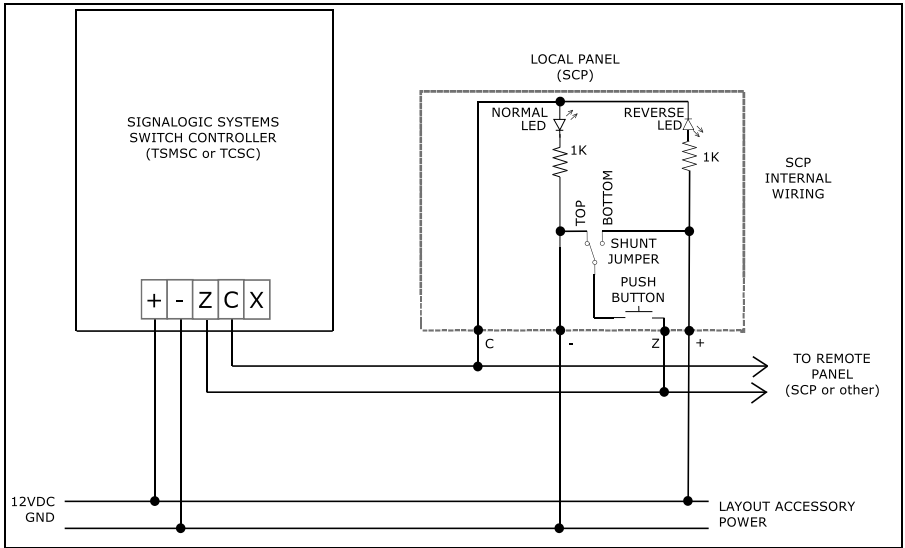 LOCAL PANEL
(SCP)
SIGNALOGIC SYSTEMS
SWITCH CONTROLLER
(TSMSC or TCSC)
NORMAL
LED
REVERSE
LED
1K
1K
SCP
INTERNAL
WIRING
TOP
BOTTOM
SHUNT
JUMPER
PUSH
BUTTON
+ - Z C X
C - Z +
TO REMOTE
PANEL
(SCP or other)
12VDC
GND
LAYOUT ACCESSORY
POWER